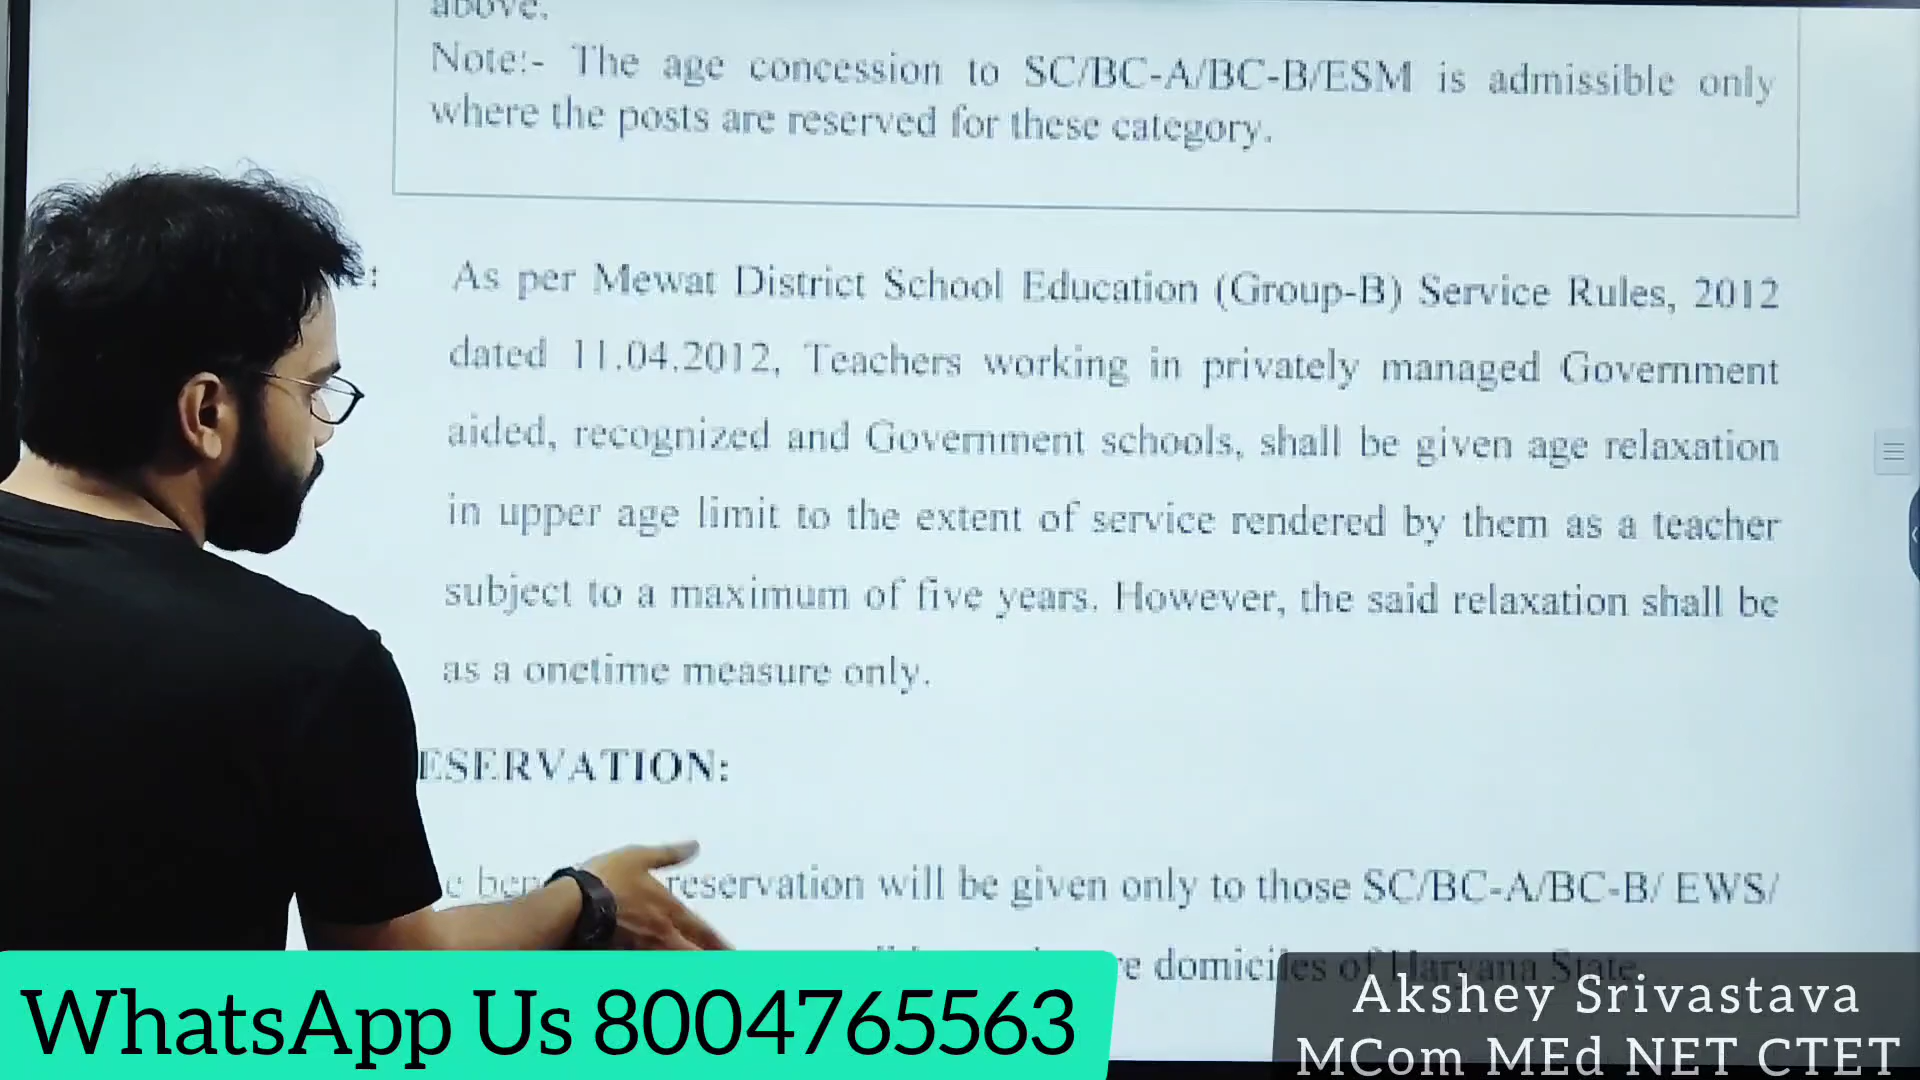 above.
Note:- The age concession to SC/BC-A/BC-B/ESM is admissible only
where the posts are reserved for these category.
e: As per Mewat District School Education (Group-B) Service Rules, 2012
dated 11.04.2012, Teachers working in privately managed Government
aided, recognized and Government schools, shall be given age relaxation
in upper age limit to the extent of service rendered by them as a teacher
subject to a maximum of five years. However, the said relaxation shall be
as a onetime measure only.
ESERVATION:
reservation will be given only to those SC/BC-A/BC-B/ EWS/
domiciles of Haryana State.
WhatsApp Us 8004765563
Akshey Srivastava
MCom MEd NET CTET